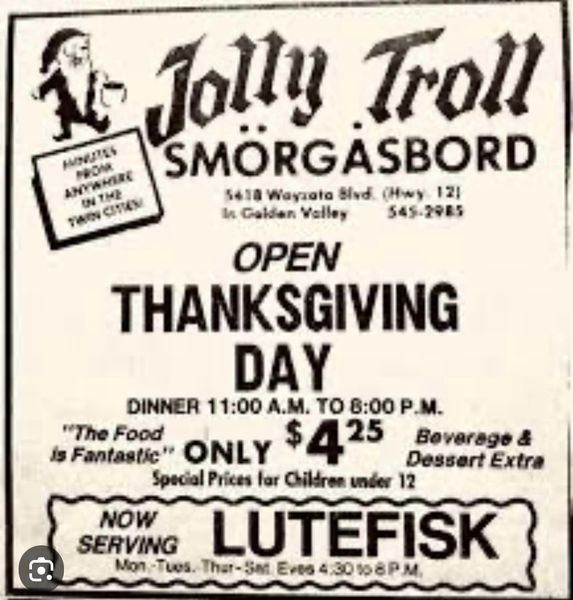 Jolly Troll
SMÖRGASBORD
MINUTES
FROM
ANYWHERE
IN THE
TWIN CITIES!
5418 Wayzata Blvd. (Hwy. 12)
In Golden Valley 545-2985
OPEN
THANKSGIVING
DAY
DINNER 11:00 A.M. TO 8:00 P.M.
"The Food
is Fantastic" ONLY $4.25 Beverage &
Dessert Extra
Special Prices for Children under 12
NOW
SERVING LUTEFISK
Mon.-Tues.-Thur-Sat. Eves 4:30 to 8 P.M.